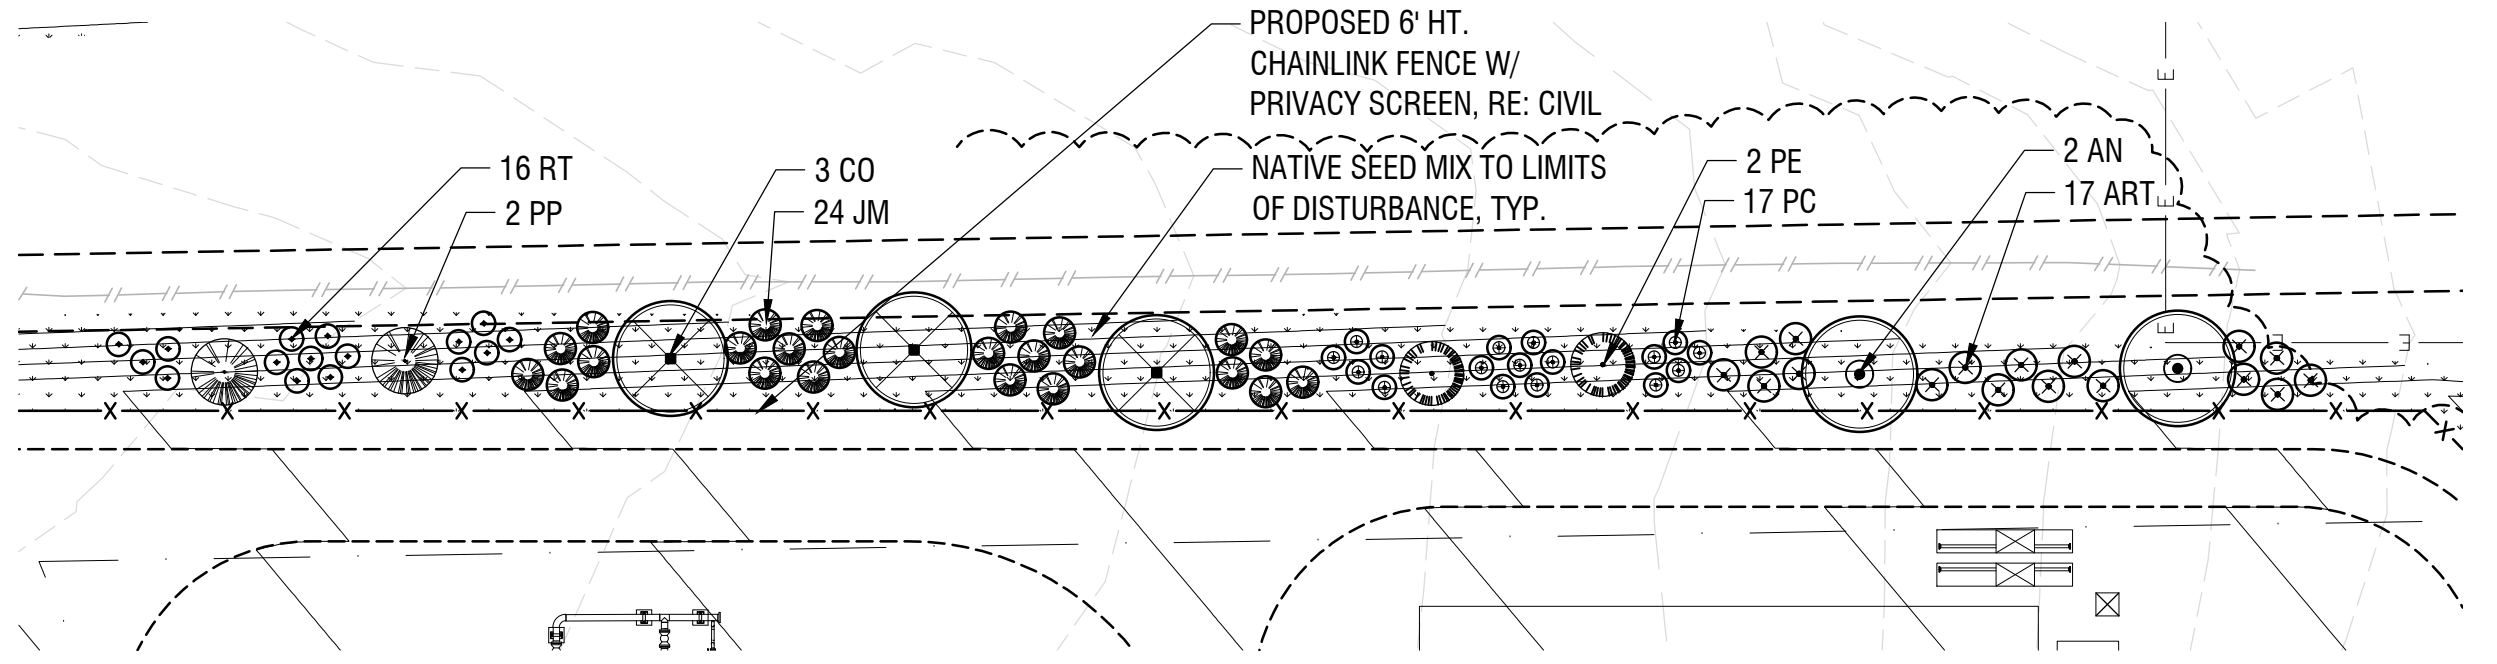 PROPOSED 6' HT.
CHAINLINK FENCE W/
PRIVACY SCREEN, RE: CIVIL
NATIVE SEED MIX TO LIMITS
OF DISTURBANCE, TYP.
16 RT
2 PP
3 CO
24 JM
2 PE
17 PC
2 AN
17 ART
E
E
E
E
E
X X X X X X X X X X X X X X X X X X X X X